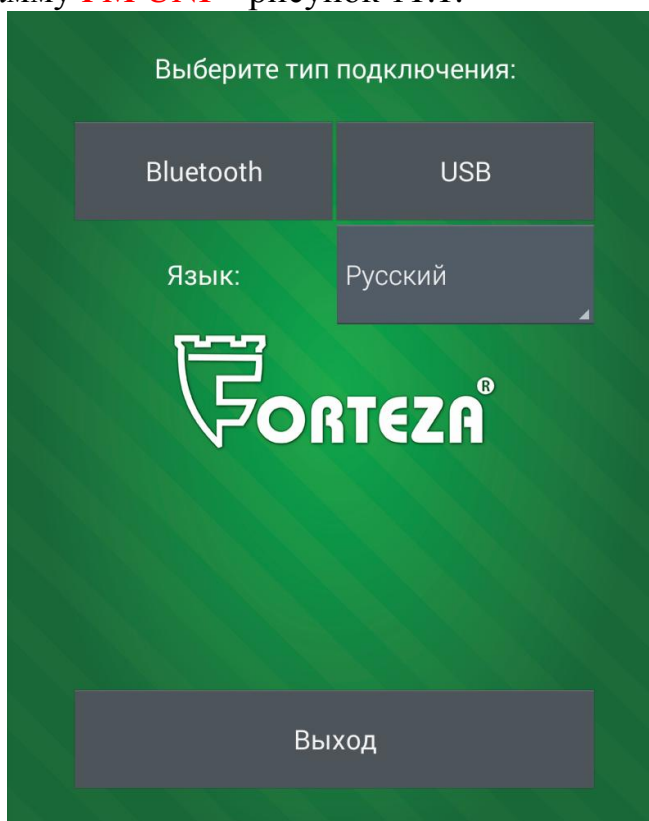 Выберите тип подключения:
Bluetooth USB
Язык: Русский
FORTEZA®
Выход